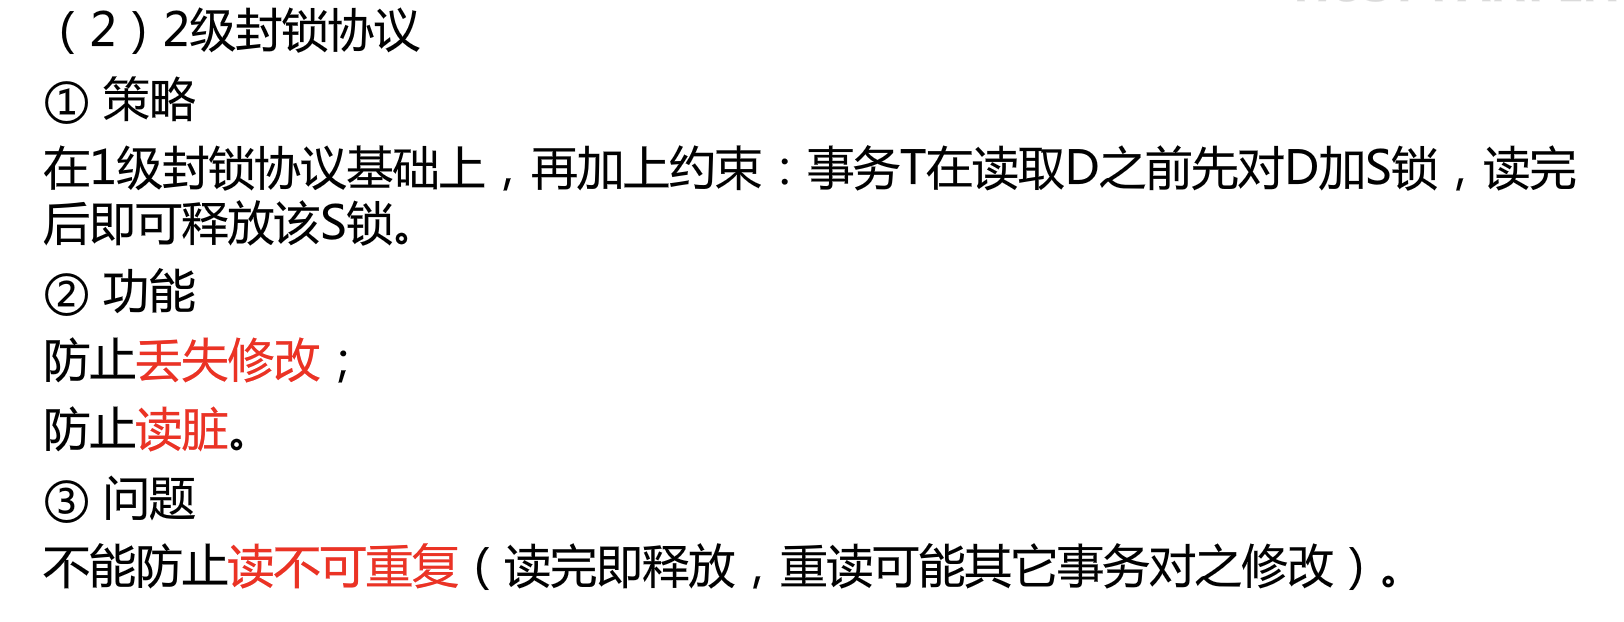 （2）2级封锁协议
① 策略
在1级封锁协议基础上，再加上约束：事务T在读取D之前先对D加S锁，读完
后即可释放该S锁。
② 功能
防止丢失修改；
防止读脏。
③ 问题
不能防止读不可重复（读完即释放，重读可能其它事务对之修改）。